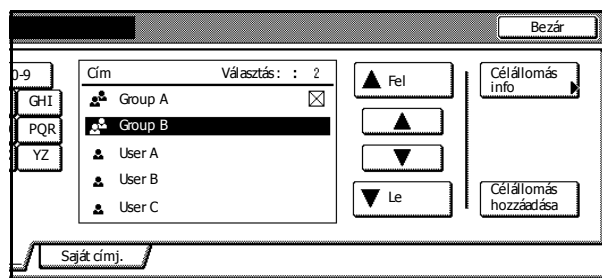 Bezár
0-9
GHI
PQR
YZ
Cím Választás: : 2
Group A
Group B
User A
User B
User C
Fel
Le
Célállomás
info
Célállomás
hozzáadása
Saját címj.